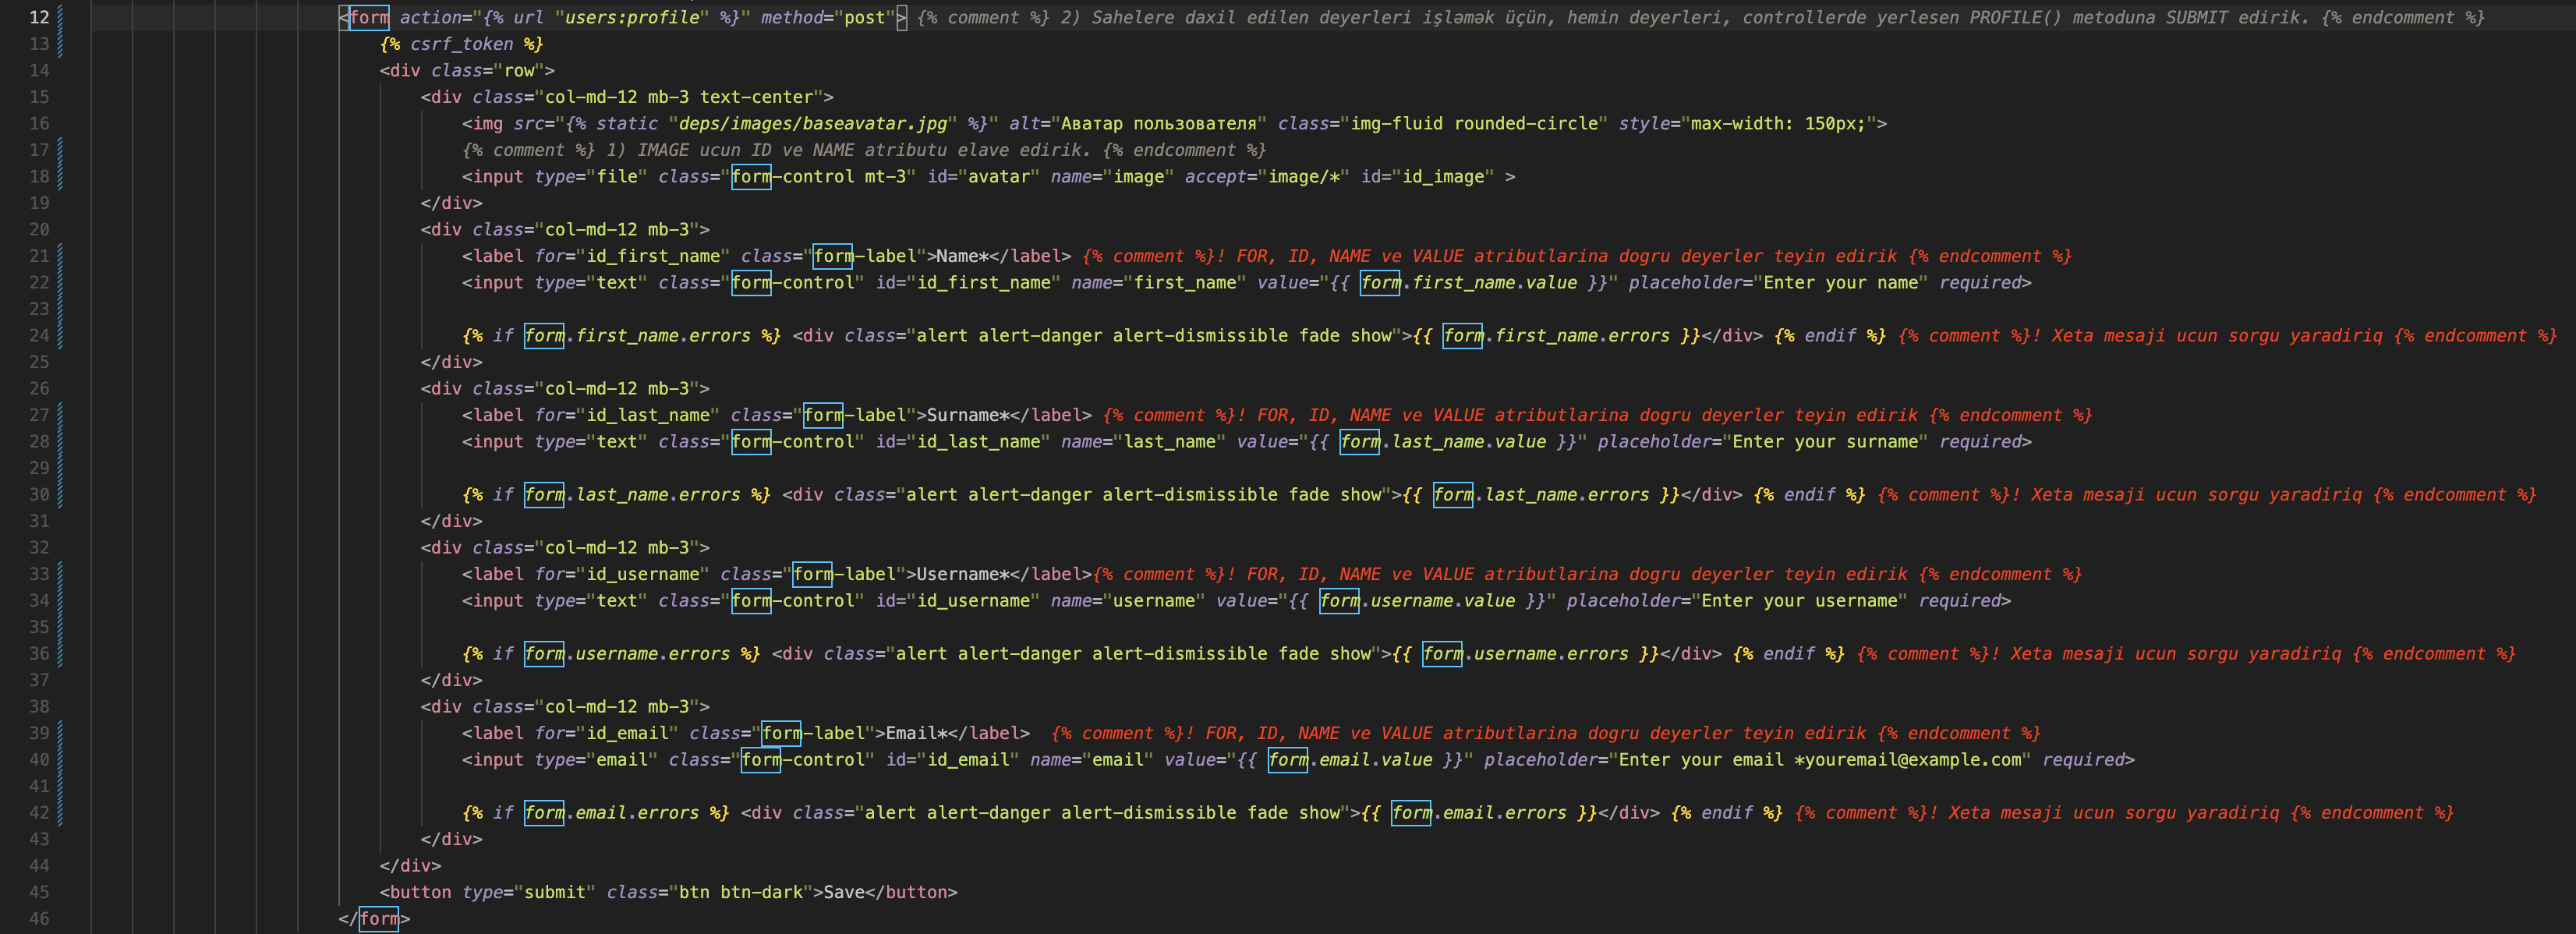 12 <form action="{% url "users:profile" %}" method="post"> {% comment %} 2) Sahelere daxil edilen deyerleri işləmək üçün, hemin deyerleri, controllerde yerlesen PROFILE() metoduna SUBMIT edirik. {% endcomment %}
13 {% csrf_token %}
14 <div class="row">
15 <div class="col-md-12 mb-3 text-center">
16 <img src="{% static "deps/images/baseavatar.jpg" %}" alt="Аватар пользователя" class="img-fluid rounded-circle" style="max-width: 150px;">
17 {% comment %} 1) IMAGE ucun ID ve NAME atributu elave edirik. {% endcomment %}
18 <input type="file" class="form-control mt-3" id="avatar" name="image" accept="image/*" id="id_image" >
19 </div>
20 <div class="col-md-12 mb-3">
21 <label for="id_first_name" class="form-label">Name*</label> {% comment %}! FOR, ID, NAME ve VALUE atributlarina dogru deyerler teyin edirik {% endcomment %}
22 <input type="text" class="form-control" id="id_first_name" name="first_name" value="{{ form.first_name.value }}" placeholder="Enter your name" required>
23
24 {% if form.first_name.errors %} <div class="alert alert-danger alert-dismissible fade show">{{ form.first_name.errors }}</div> {% endif %} {% comment %}! Xeta mesaji ucun sorgu yaradiriq {% endcomment %}
25 </div>
26 <div class="col-md-12 mb-3">
27 <label for="id_last_name" class="form-label">Surname*</label> {% comment %}! FOR, ID, NAME ve VALUE atributlarina dogru deyerler teyin edirik {% endcomment %}
28 <input type="text" class="form-control" id="id_last_name" name="last_name" value="{{ form.last_name.value }}" placeholder="Enter your surname" required>
29
30 {% if form.last_name.errors %} <div class="alert alert-danger alert-dismissible fade show">{{ form.last_name.errors }}</div> {% endif %} {% comment %}! Xeta mesaji ucun sorgu yaradiriq {% endcomment %}
31 </div>
32 <div class="col-md-12 mb-3">
33 <label for="id_username" class="form-label">Username*</label>{% comment %}! FOR, ID, NAME ve VALUE atributlarina dogru deyerler teyin edirik {% endcomment %}
34 <input type="text" class="form-control" id="id_username" name="username" value="{{ form.username.value }}" placeholder="Enter your username" required>
35
36 {% if form.username.errors %} <div class="alert alert-danger alert-dismissible fade show">{{ form.username.errors }}</div> {% endif %} {% comment %}! Xeta mesaji ucun sorgu yaradiriq {% endcomment %}
37 </div>
38 <div class="col-md-12 mb-3">
39 <label for="id_email" class="form-label">Email*</label> {% comment %}! FOR, ID, NAME ve VALUE atributlarina dogru deyerler teyin edirik {% endcomment %}
40 <input type="email" class="form-control" id="id_email" name="email" value="{{ form.email.value }}" placeholder="Enter your email *youremail@example.com" required>
41
42 {% if form.email.errors %} <div class="alert alert-danger alert-dismissible fade show">{{ form.email.errors }}</div> {% endif %} {% comment %}! Xeta mesaji ucun sorgu yaradiriq {% endcomment %}
43 </div>
44 </div>
45 <button type="submit" class="btn btn-dark">Save</button>
46 </form>